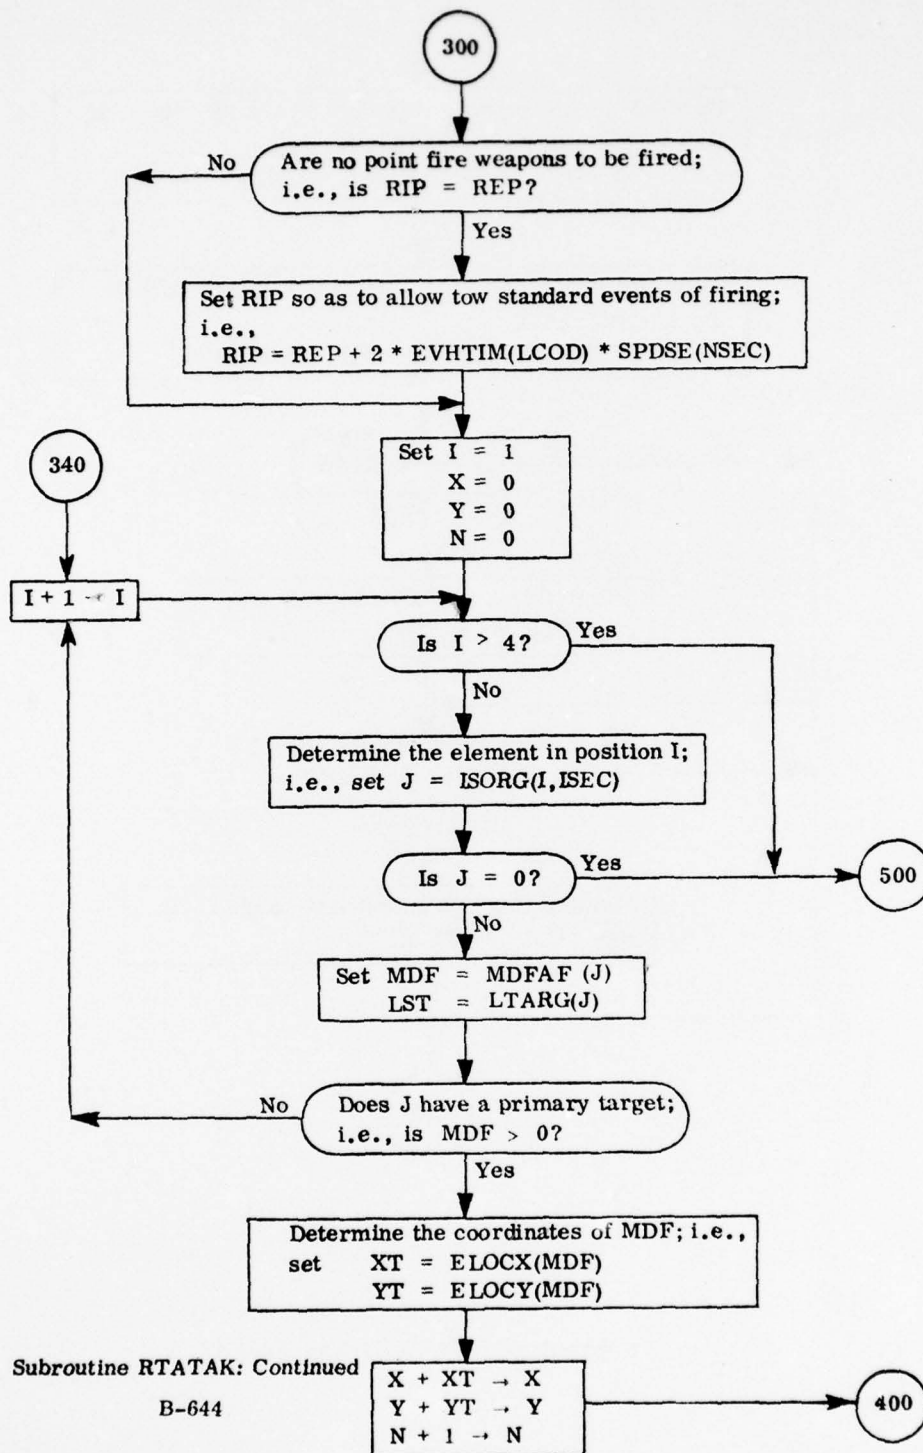 300
No
Are no point fire weapons to be fired;
i.e., is RIP = REP?
Yes
Set RIP so as to allow tow standard events of firing;
i.e.,
RIP = REP + 2 * EVHTIM(LCOD) * SPDSE(NSEC)
340
Set I = 1
X = 0
Y = 0
N = 0
I + 1 → I
Is I > 4?
Yes
No
Determine the element in position I;
i.e., set J = ISORG(I,ISEC)
Is J = 0?
Yes
500
No
Set MDF = MDFAF (J)
LST = LTARG(J)
No
Does J have a primary target;
i.e., is MDF > 0?
Yes
Determine the coordinates of MDF; i.e.,
set XT = ELOCX(MDF)
YT = ELOCY(MDF)
Subroutine RTATAK: Continued
B-644
X + XT → X
Y + YT → Y
N + 1 → N
400